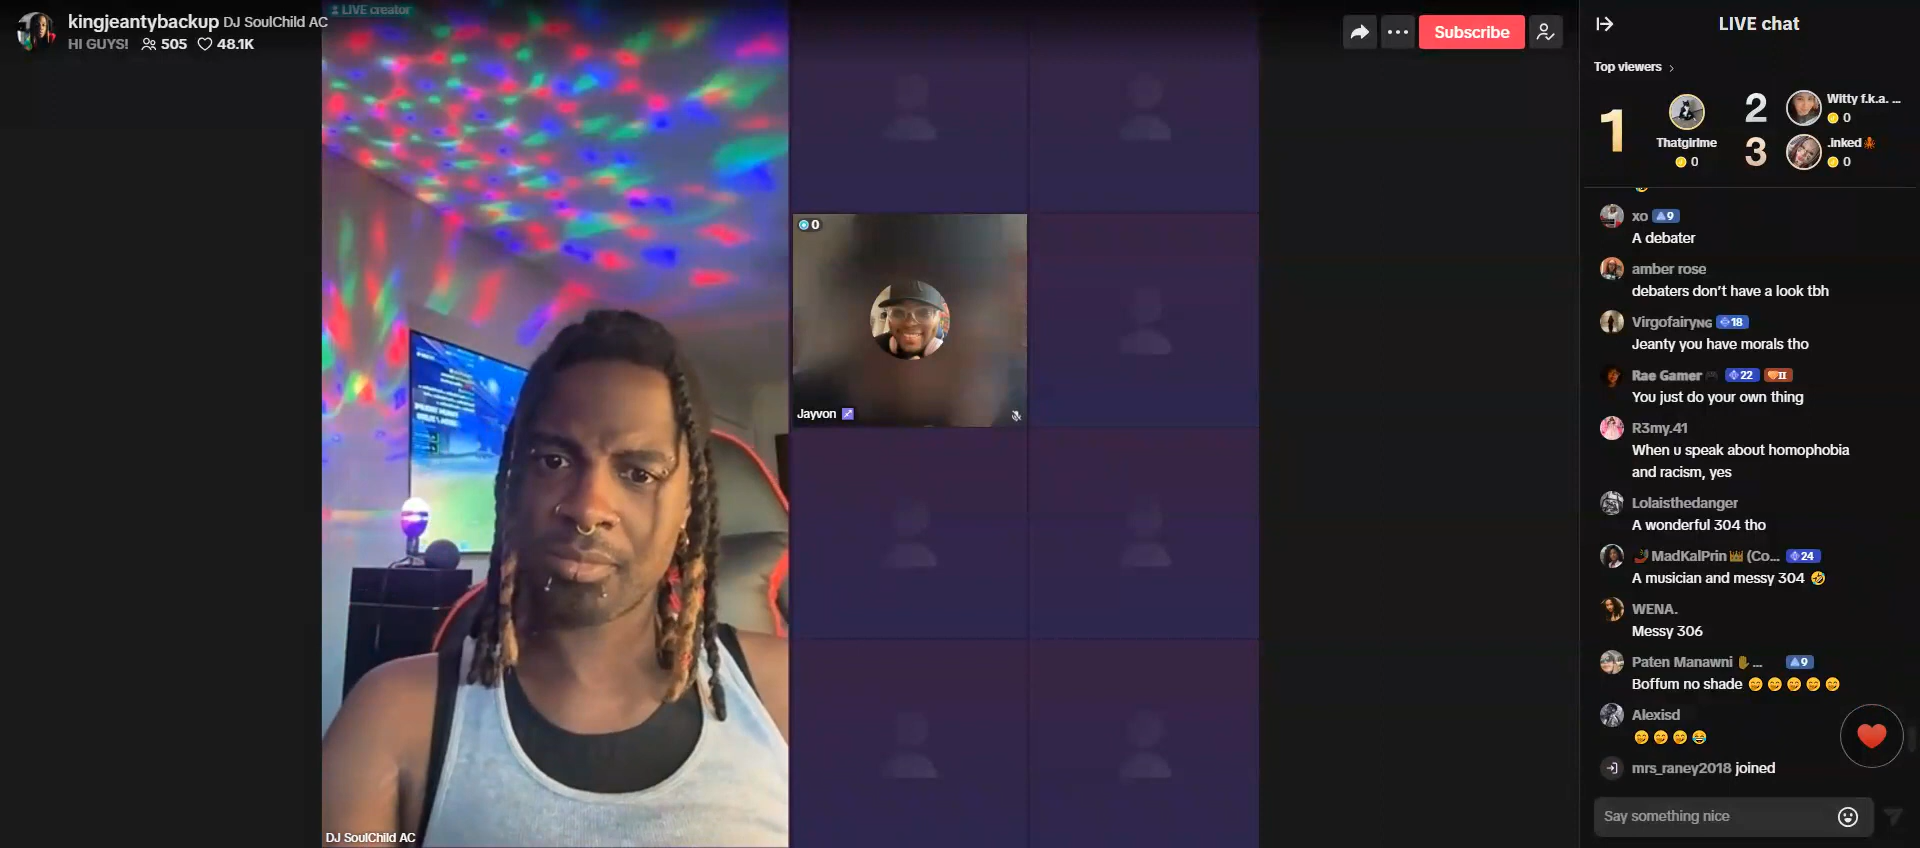 kingjeantybackup DJ SoulChild AC
HI GUYS! 505 48.1K
LIVE creator
Subscribe
0
Jayvon
DJ SoulChild AC
LIVE chat
Top viewers >
1
Thatgirlme
0
2
Witty f.k.a. ...
0
3
.inked
0
xo 9
A debater
amber rose
debaters don't have a look tbh
VirgofairyNG 18
Jeanty you have morals tho
Rae Gamer 22 II
You just do your own thing
R3my.41
When u speak about homophobia
and racism, yes
Lolaisthedanger
A wonderful 304 tho
MadKalPrin (Co... 24
A musician and messy 304 🤣
WENA.
Messy 306
Paten Manawni ✋ ... 9
Boffum no shade 🤭 🤭 🤭 🤭 🤭
Alexisd
🤭 🤭 🤭 😂
mrs_raney2018 joined
Say something nice